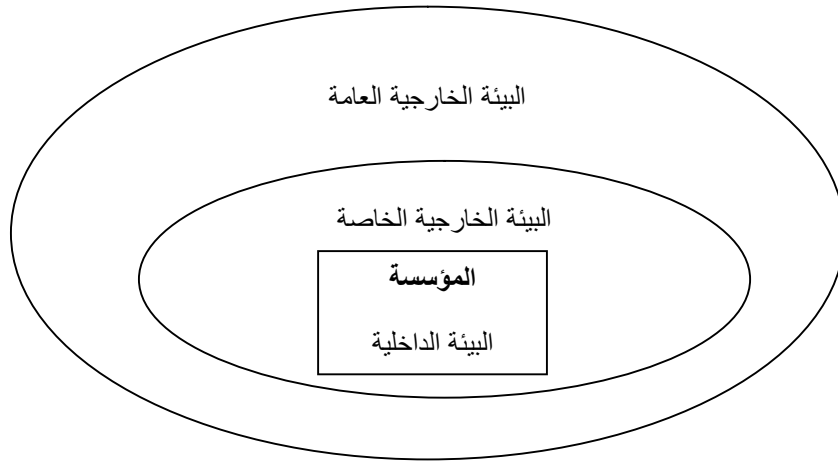 البيئة الخارجية العامة
البيئة الخارجية الخاصة
المؤسسة
البيئة الداخلية